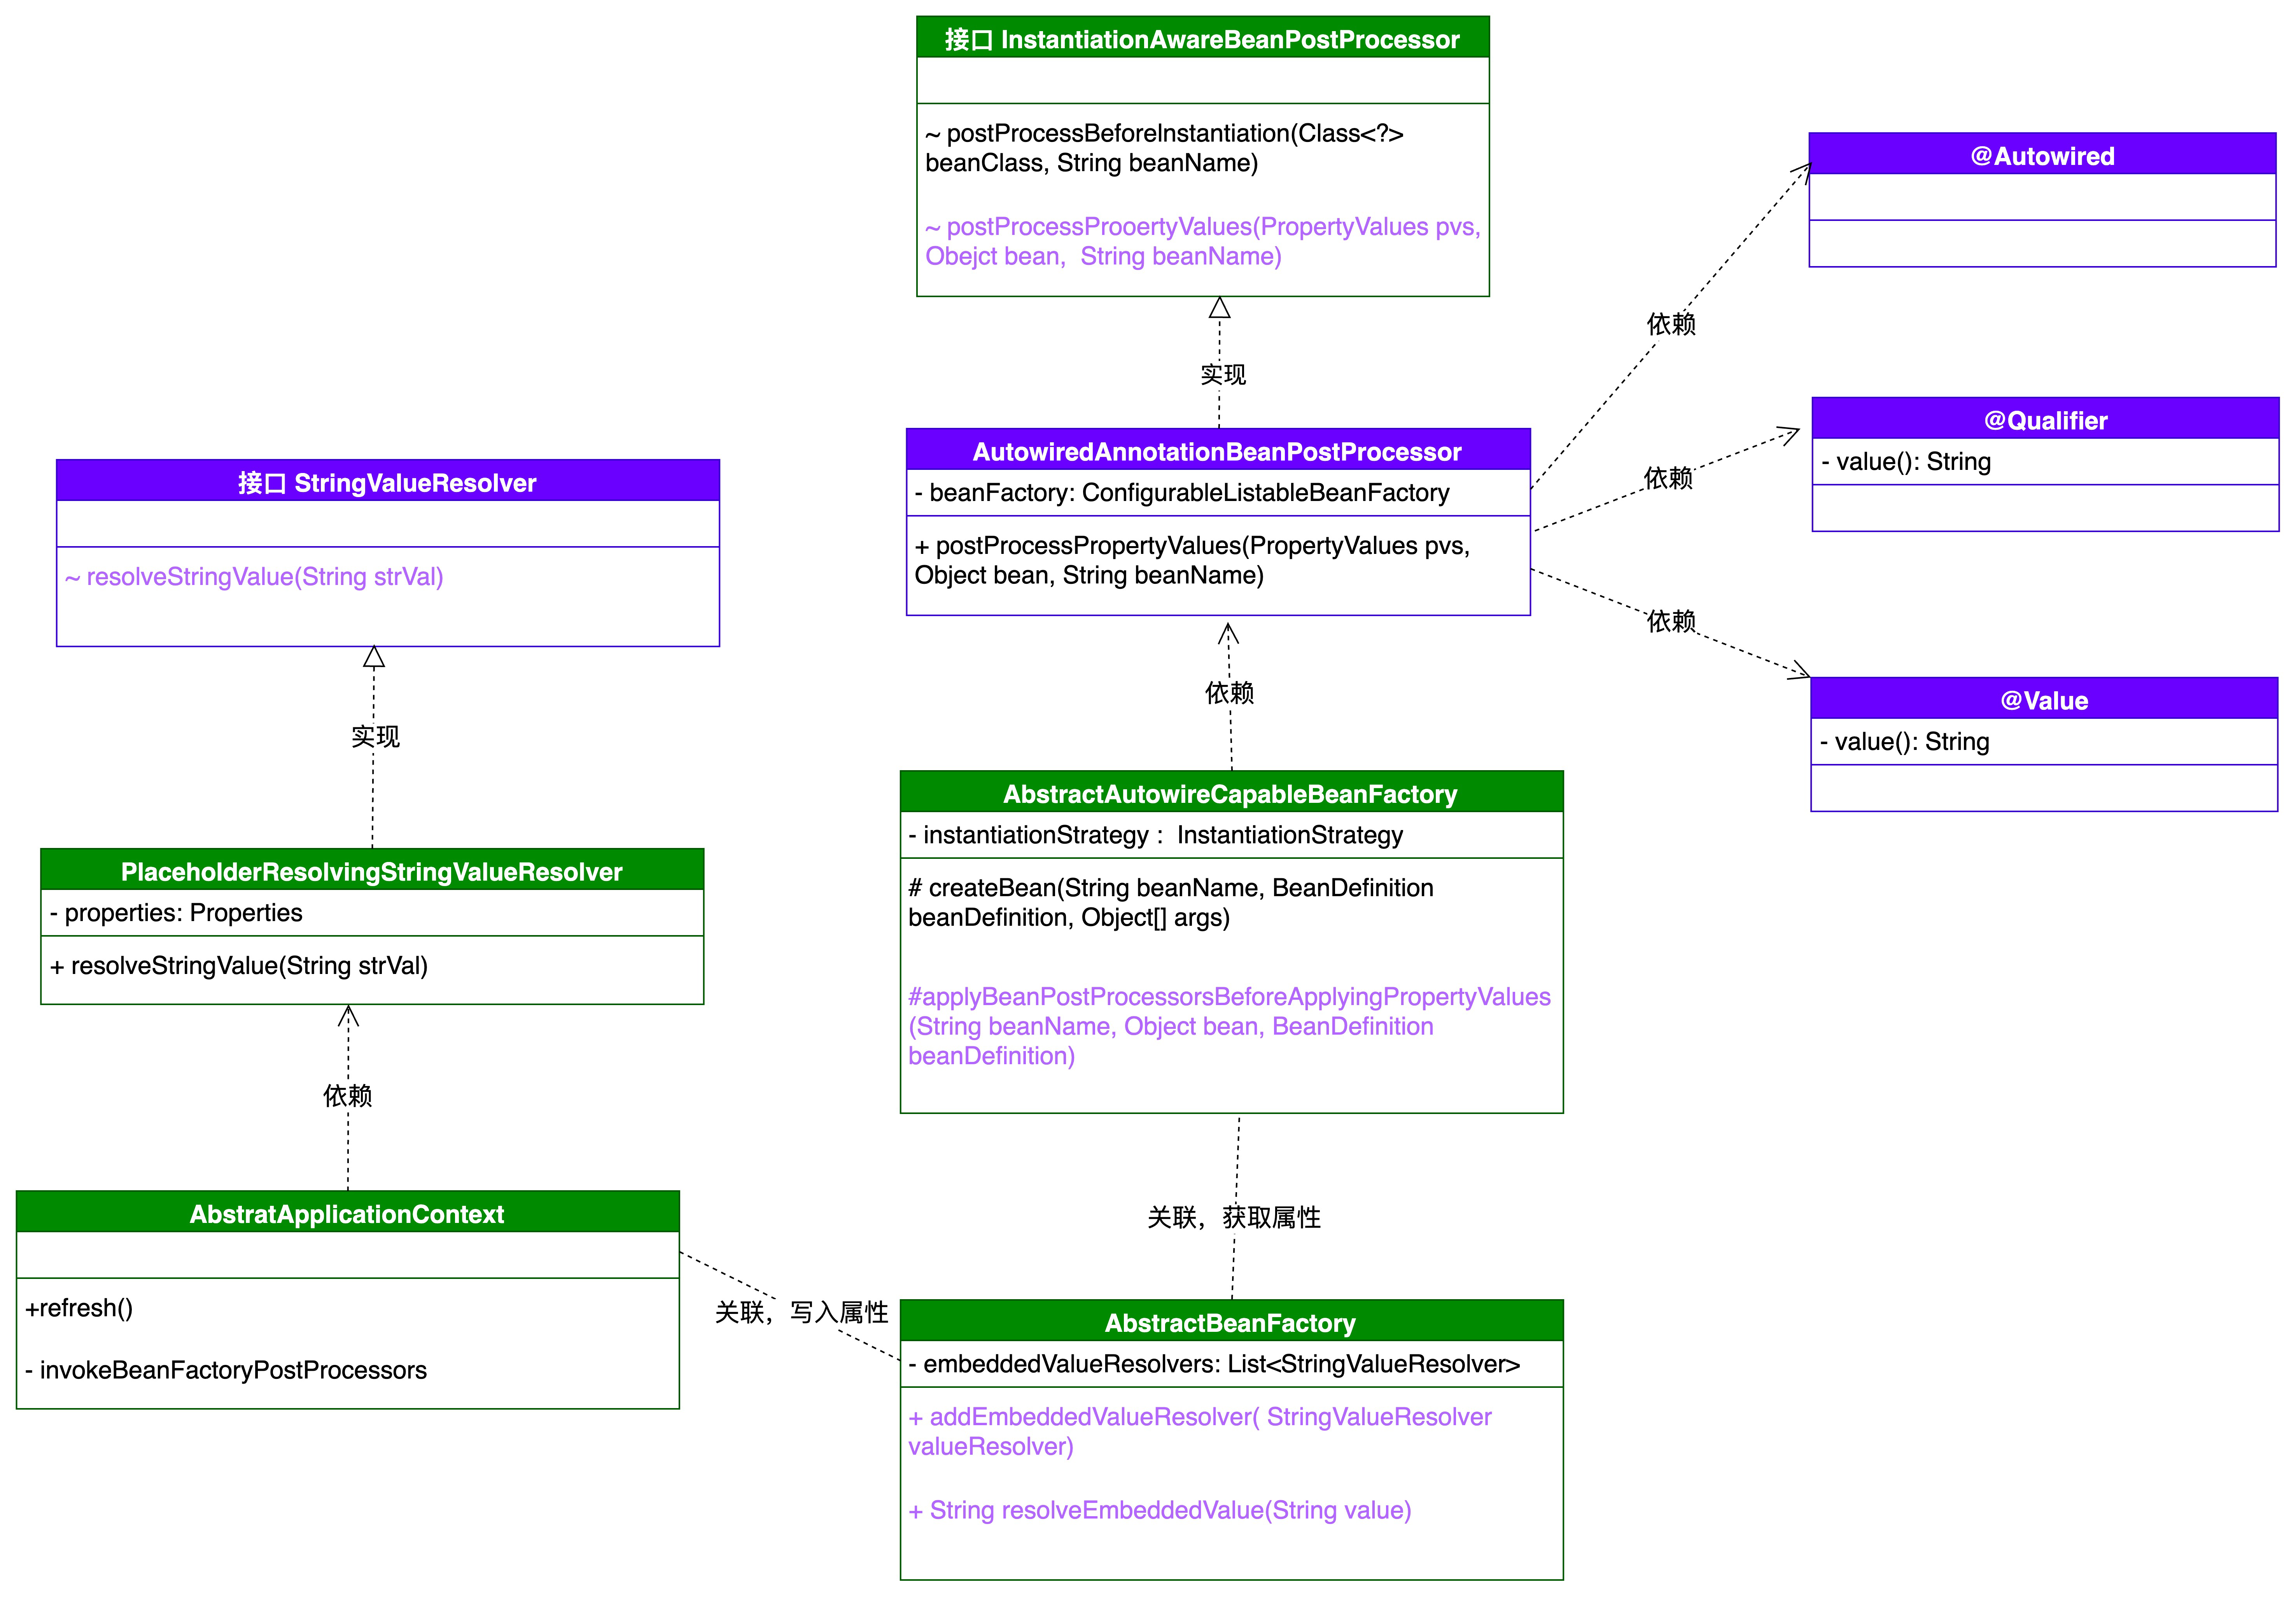 接口 InstantiationAwareBeanPostProcessor
~ postProcessBeforeInstantiation(Class<?>
beanClass, String beanName)
~ postProcessProoertyValues(PropertyValues pvs,
Obejct bean,  String beanName)
实现
AutowiredAnnotationBeanPostProcessor
- beanFactory: ConfigurableListableBeanFactory
+ postProcessPropertyValues(PropertyValues pvs,
Object bean, String beanName)
依赖
@Autowired
依赖
@Qualifier
- value(): String
依赖
@Value
- value(): String
接口 StringValueResolver
~ resolveStringValue(String strVal)
实现
PlaceholderResolvingStringValueResolver
- properties: Properties
+ resolveStringValue(String strVal)
依赖
AbstratApplicationContext
+refresh()
- invokeBeanFactoryPostProcessors
关联，写入属性
依赖
AbstractAutowireCapableBeanFactory
- instantiationStrategy :  InstantiationStrategy
# createBean(String beanName, BeanDefinition
beanDefinition, Object[] args)
#applyBeanPostProcessorsBeforeApplyingPropertyValues
(String beanName, Object bean, BeanDefinition
beanDefinition)
关联，获取属性
AbstractBeanFactory
- embeddedValueResolvers: List<StringValueResolver>
+ addEmbeddedValueResolver( StringValueResolver
valueResolver)
+ String resolveEmbeddedValue(String value)